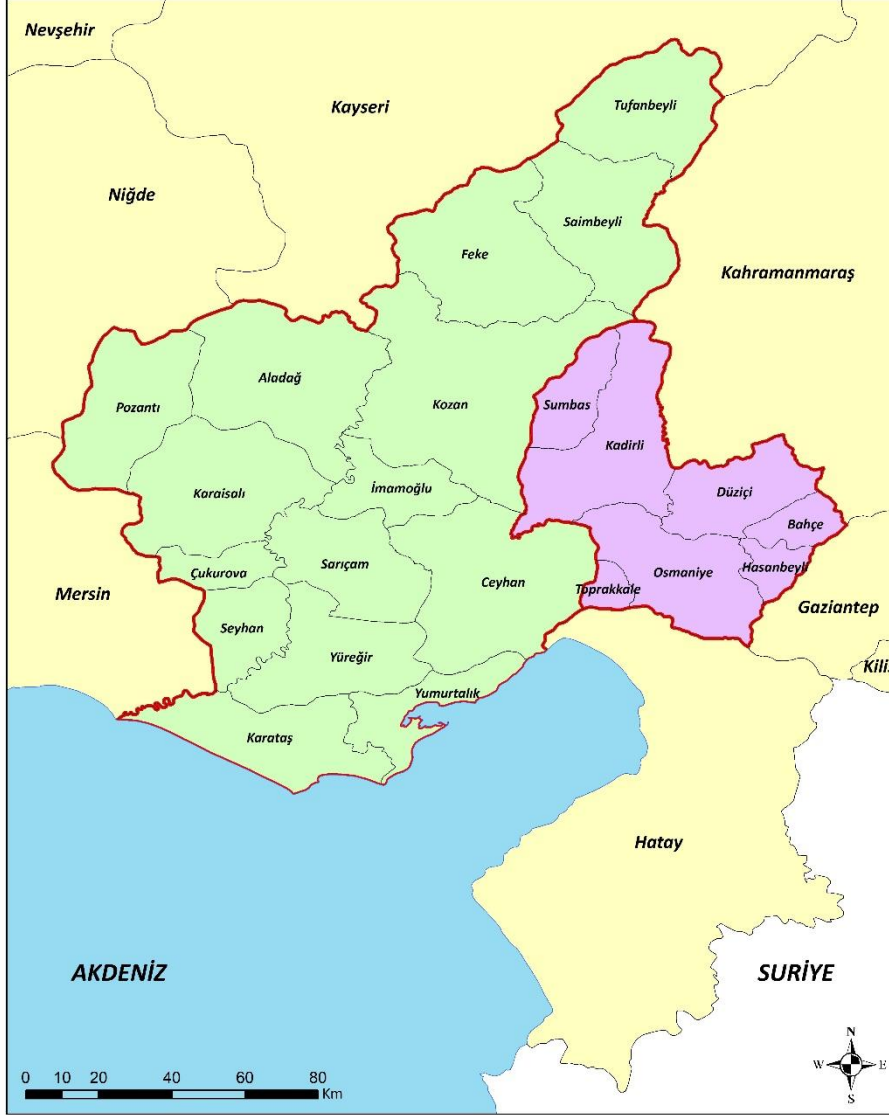 Nevşehir
Kayseri
Tufanbeyli
Niğde
Saimbeyli
Feke
Kahramanmaraş
Aladağ
Pozantı
Kozan
Sumbas
Kadirli
Karaisalı
İmamoğlu
Düziçi
Bahçe
Çukurova
Sarıçam
Ceyhan
Osmaniye
Hasanbeyli
Mersin
Toprakkale
Gaziantep
Seyhan
Yüreğir
Kilis
Yumurtalık
Karataş
Hatay
AKDENİZ
SURİYE
N
W E
S
0 10 20 40 60 80
Km